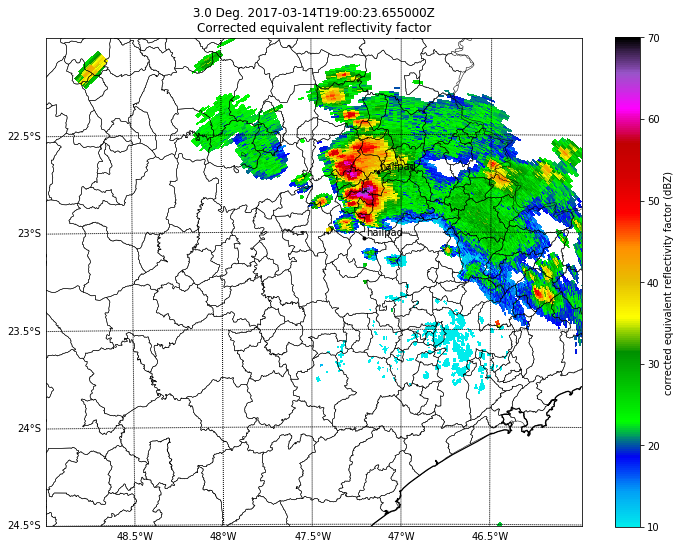 3.0 Deg. 2017-03-14T19:00:23.655000Z
Corrected equivalent reflectivity factor
70
60
50
40
30
20
10
corrected equivalent reflectivity factor (dBZ)
22.5°S
23°S
23.5°S
24°S
24.5°S
hailpad
hailpad
48.5°W
48°W
47.5°W
47°W
46.5°W